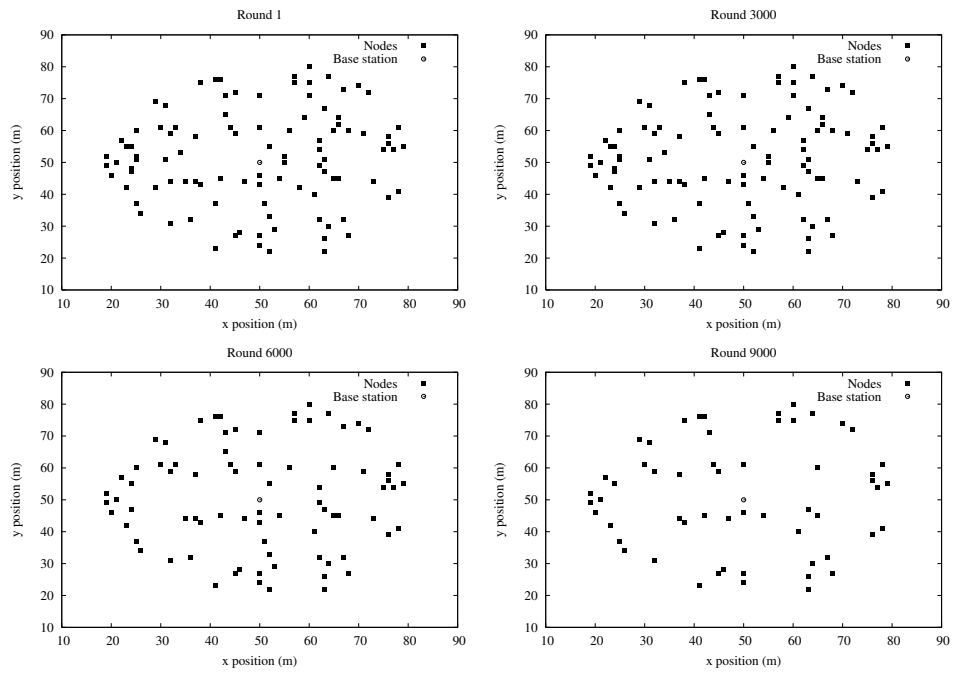 Round 1
90
80
70
60
50
40
30
20
10
10 20 30 40 50 60 70 80 90
y position (m)
x position (m)
Nodes
Base station
Round 3000
90
80
70
60
50
40
30
20
10
10 20 30 40 50 60 70 80 90
y position (m)
x position (m)
Nodes
Base station
Round 6000
90
80
70
60
50
40
30
20
10
10 20 30 40 50 60 70 80 90
y position (m)
x position (m)
Nodes
Base station
Round 9000
90
80
70
60
50
40
30
20
10
10 20 30 40 50 60 70 80 90
y position (m)
x position (m)
Nodes
Base station